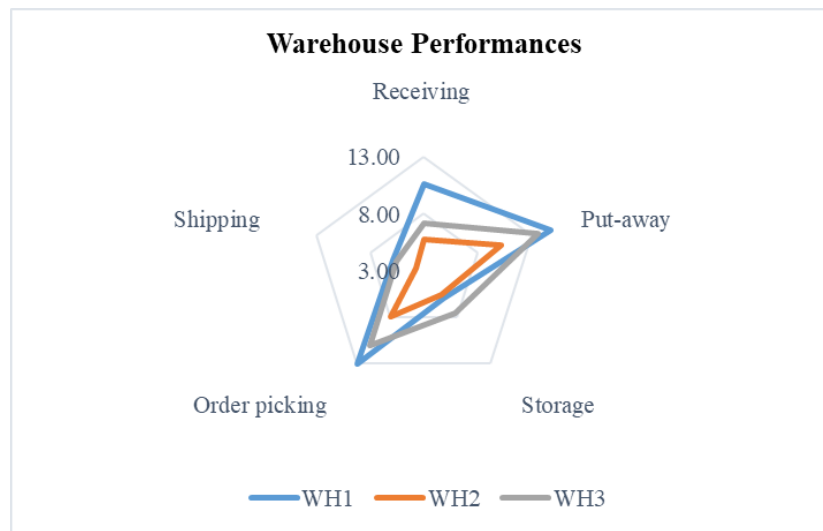 Warehouse Performances
Receiving
13.00
8.00
3.00
Shipping
Put-away
Order picking
Storage
WH1 WH2 WH3